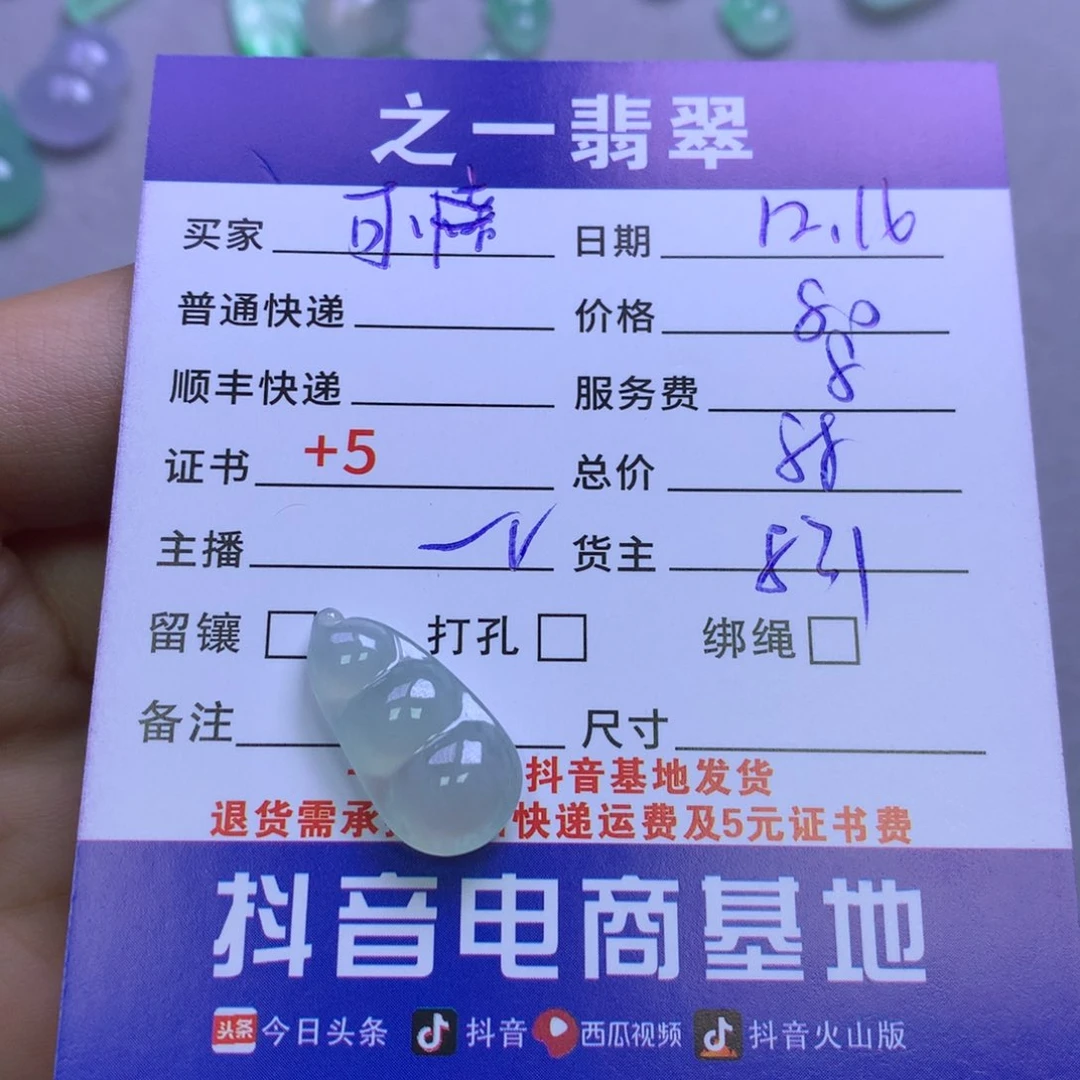 之一翡翠
买家 日期 12.16
普通快递 价格 80
顺丰快递 服务费 8
证书 +5 总价 88
主播 货主 831
留镶 打孔 绑绳
备注 尺寸
抖音基地发货
退货需承 快递运费及5元证书费
抖音电商基地
头条 今日头条 抖音 西瓜视频 抖音火山版